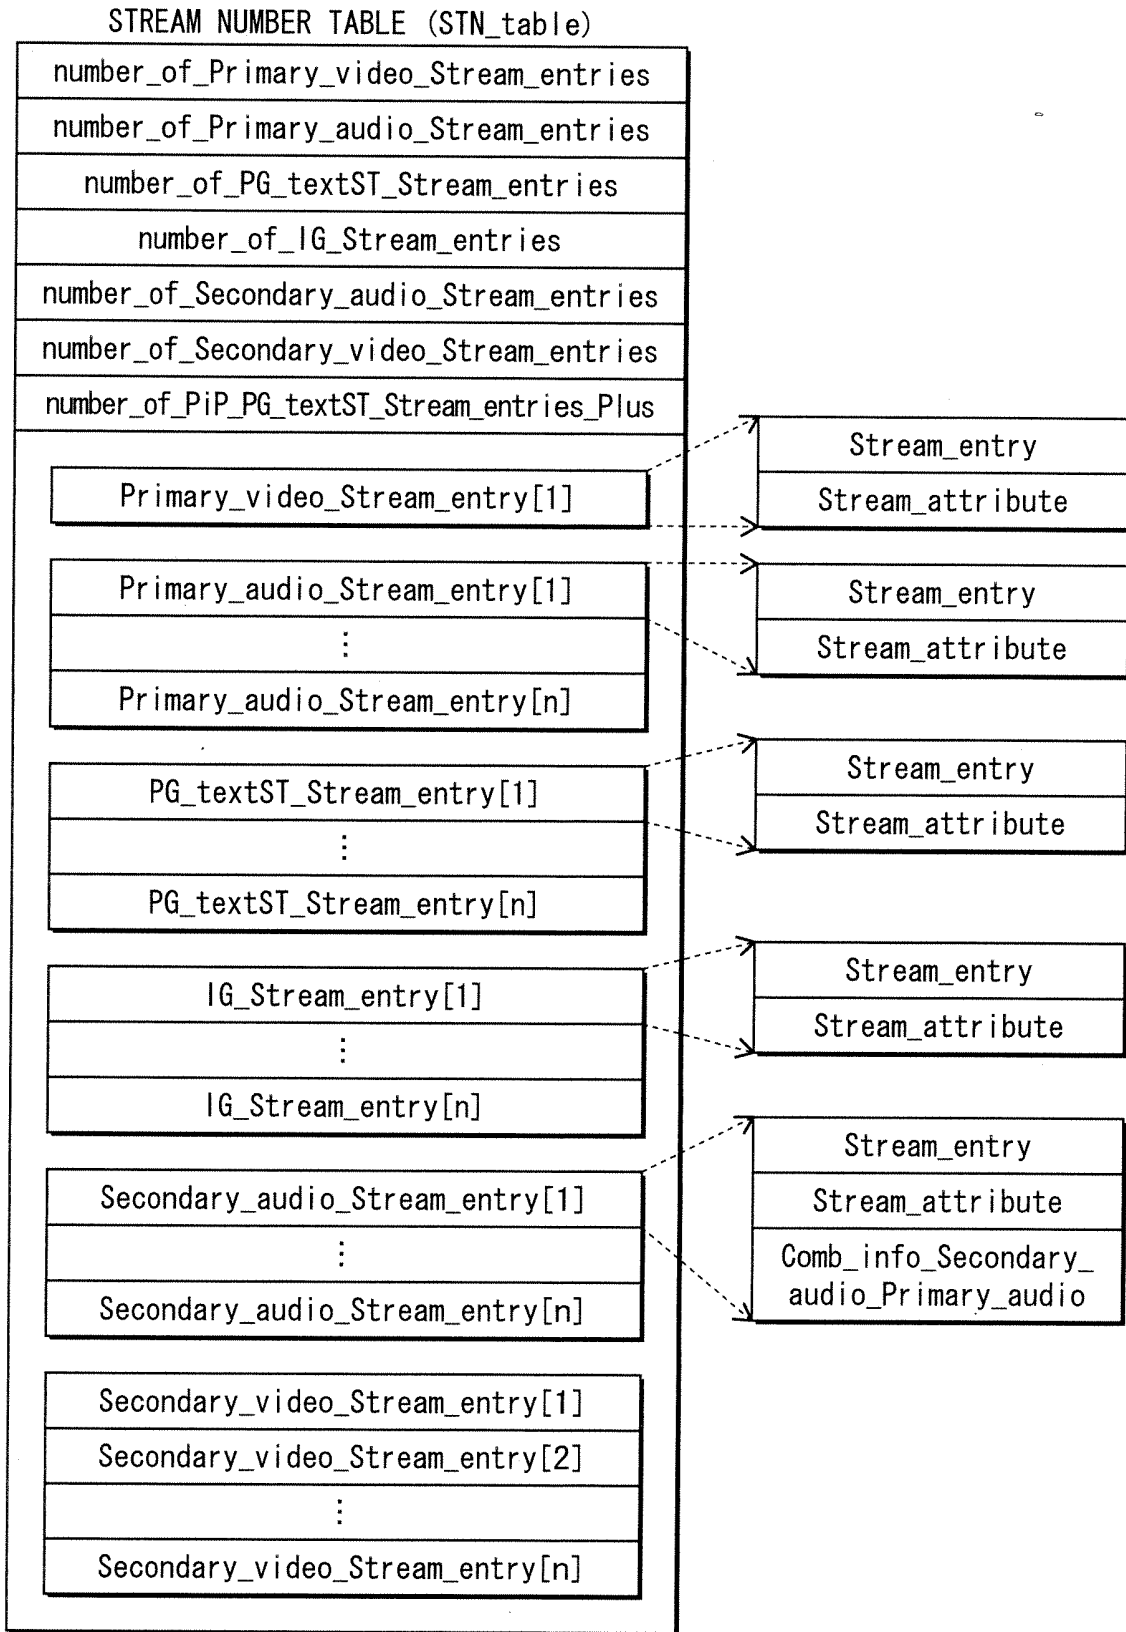 STREAM NUMBER TABLE (STN_table)
number_of_Primary_video_Stream_entries
number_of_Primary_audio_Stream_entries
number_of_PG_textST_Stream_entries
number_of_IG_Stream_entries
number_of_Secondary_audio_Stream_entries
number_of_Secondary_video_Stream_entries
number_of_PiP_PG_textST_Stream_entries_Plus
Primary_video_Stream_entry[1]
Stream_entry
Stream_attribute
Primary_audio_Stream_entry[1]
⋮
Primary_audio_Stream_entry[n]
Stream_entry
Stream_attribute
PG_textST_Stream_entry[1]
⋮
PG_textST_Stream_entry[n]
Stream_entry
Stream_attribute
IG_Stream_entry[1]
⋮
IG_Stream_entry[n]
Stream_entry
Stream_attribute
Secondary_audio_Stream_entry[1]
⋮
Secondary_audio_Stream_entry[n]
Stream_entry
Stream_attribute
Comb_info_Secondary_
audio_Primary_audio
Secondary_video_Stream_entry[1]
Secondary_video_Stream_entry[2]
⋮
Secondary_video_Stream_entry[n]